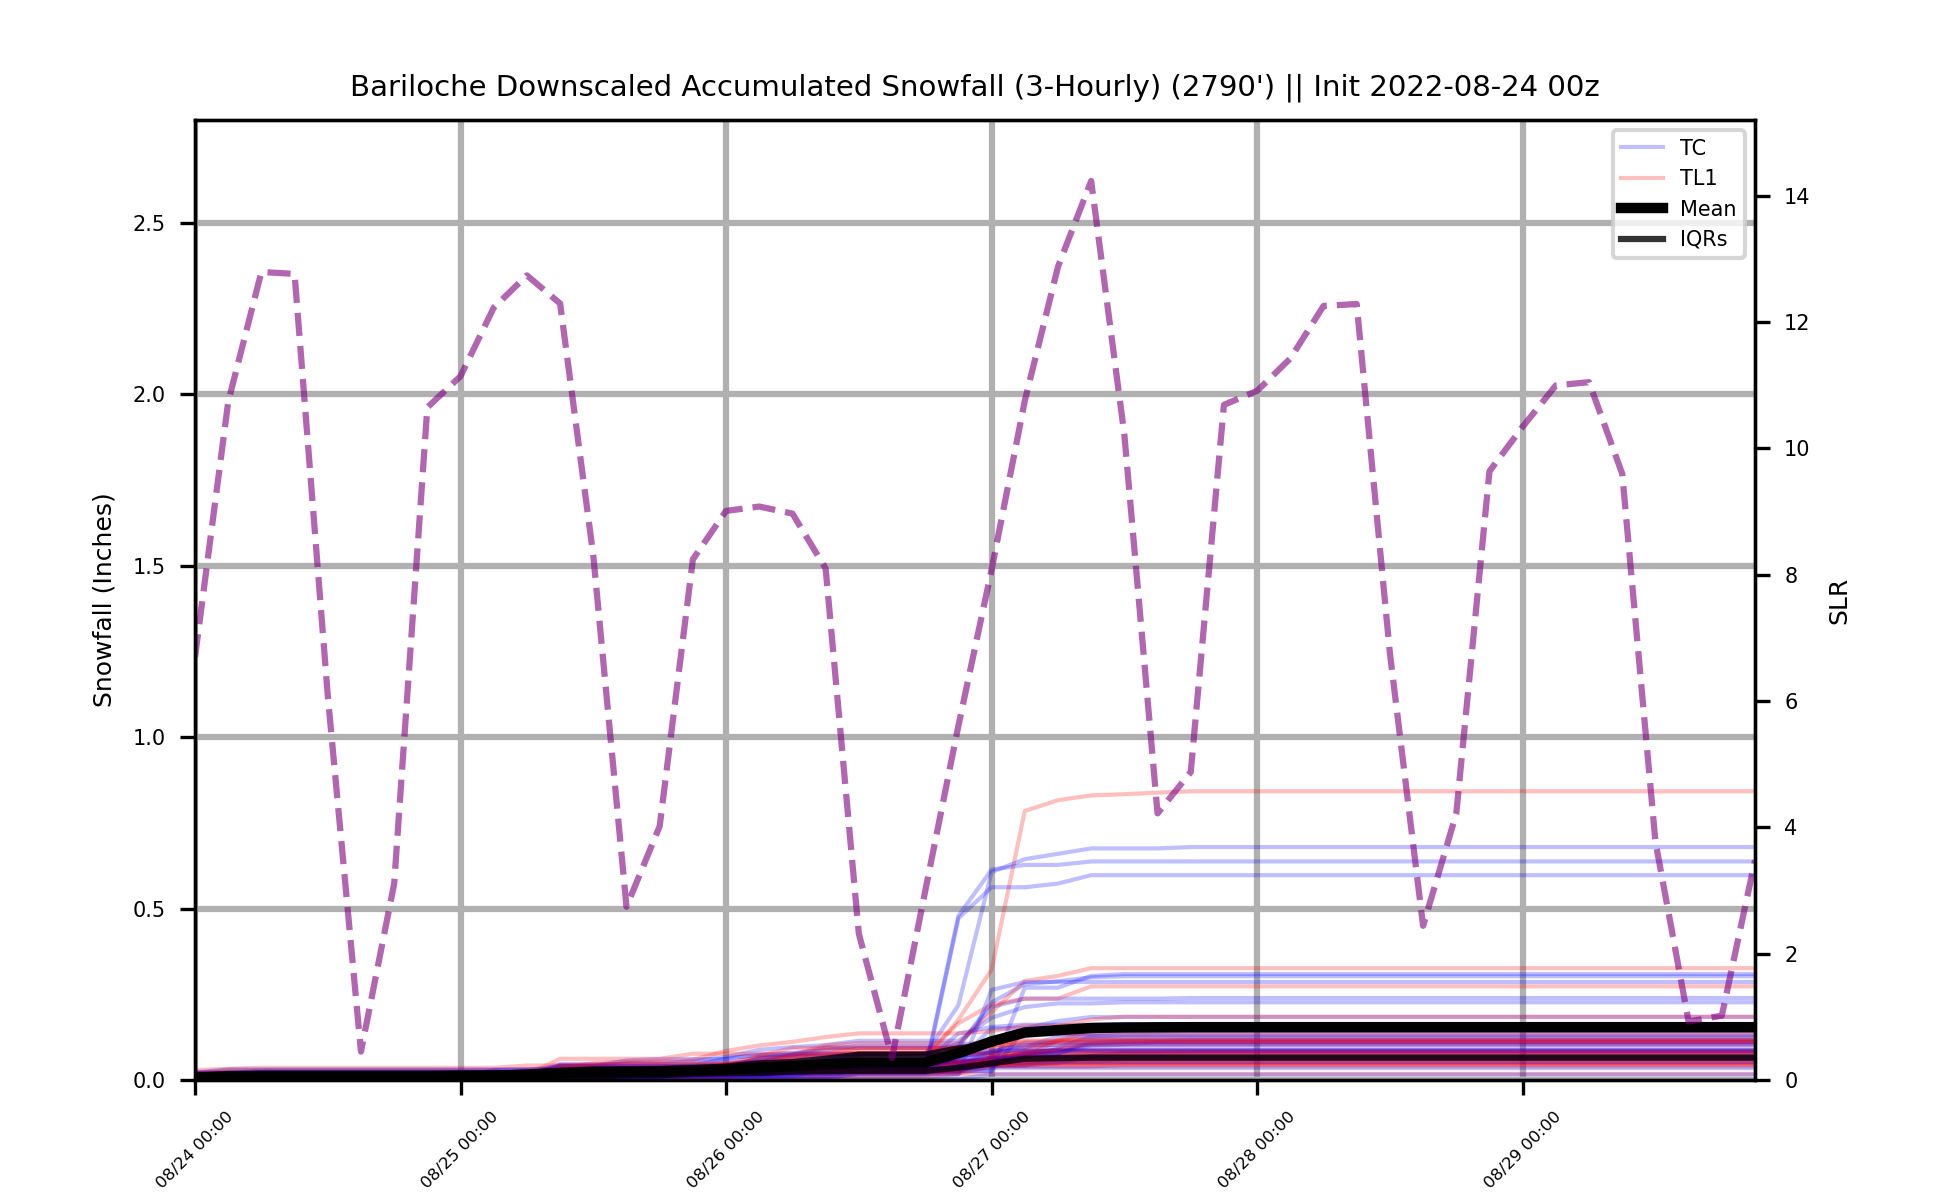 Bariloche Downscaled Accumulated Snowfall (3-Hourly) (2790') || Init 2022-08-24 00z
TC
TL1
Mean
IQRs
Snowfall (Inches)
2.5
2.0
1.5
1.0
0.5
0.0
SLR
14
12
10
8
6
4
2
0
08/24 00:00
08/25 00:00
08/26 00:00
08/27 00:00
08/28 00:00
08/29 00:00